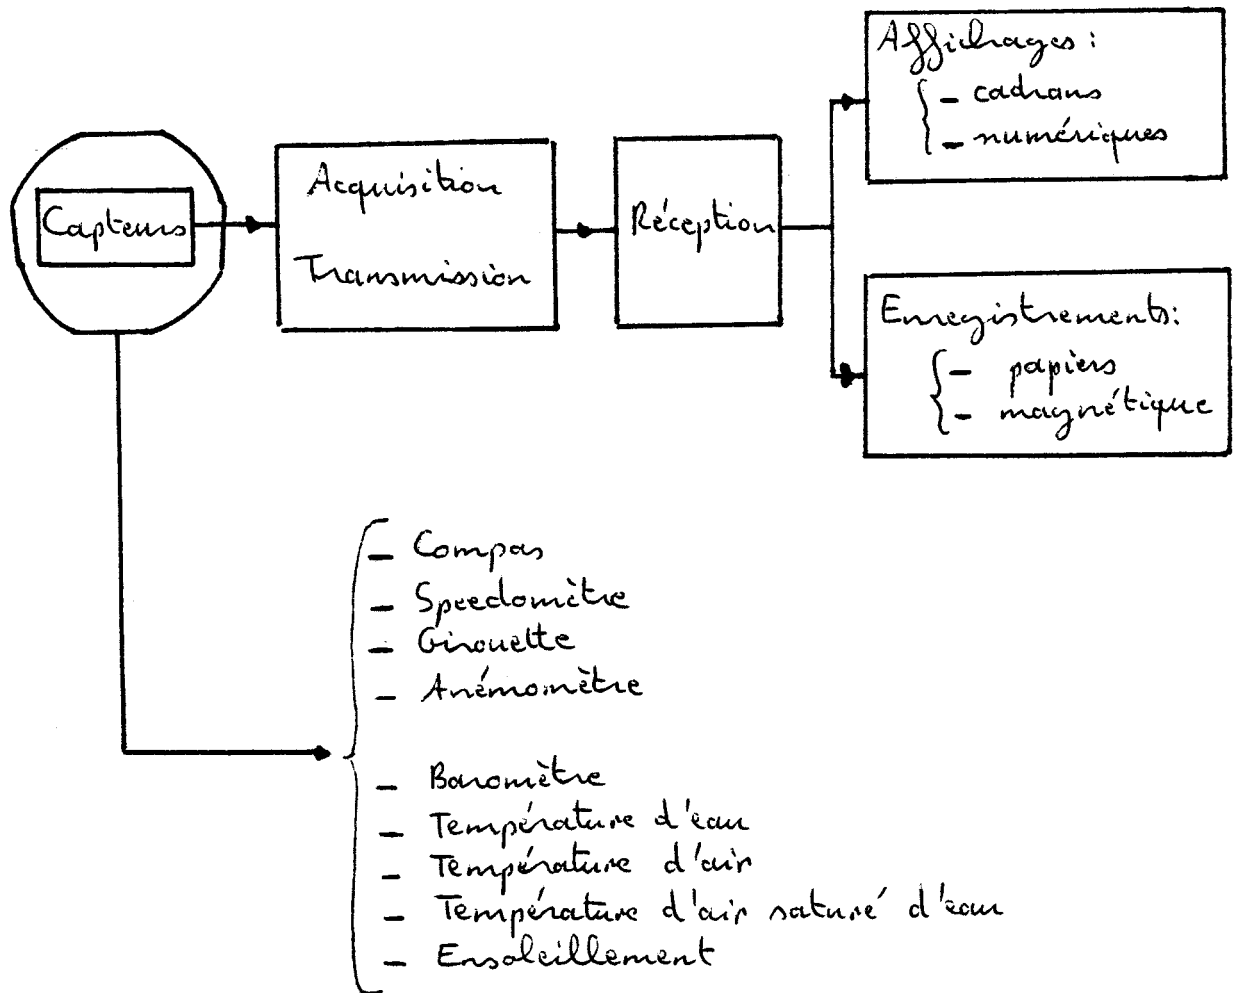 Capteurs
Acquisition
Transmission
Réception
Affichages :
- cadrans
- numériques
Enregistrements :
- papiers
- magnétique
- Compas
- Speedomètre
- Girouette
- Anémomètre
- Baromètre
- Température d'eau
- Température d'air
- Température d'air saturé d'eau
- Ensoleillement